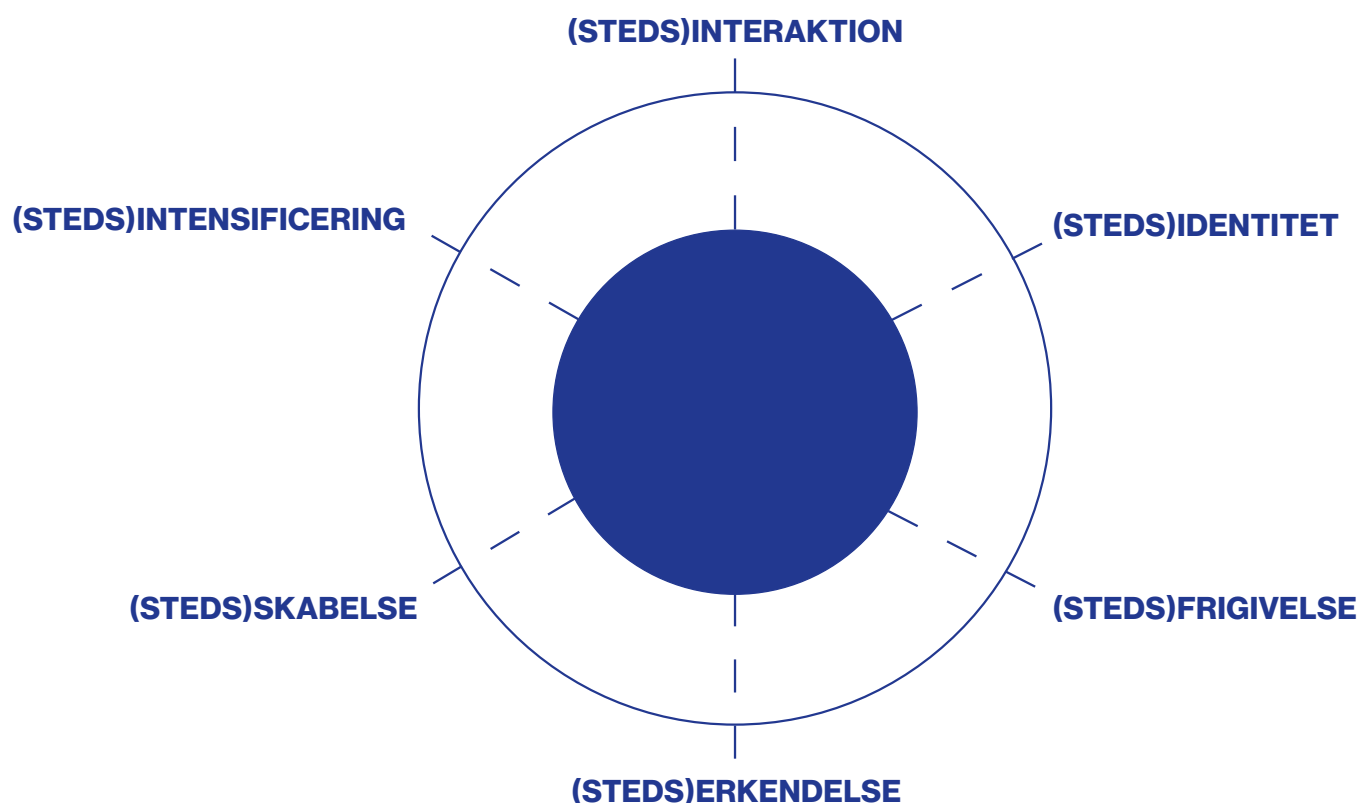 (STEDS)INTERAKTION
(STEDS)INTENSIFICERING
(STEDS)IDENTITET
(STEDS)SKABELSE
(STEDS)FRIGIVELSE
(STEDS)ERKENDELSE